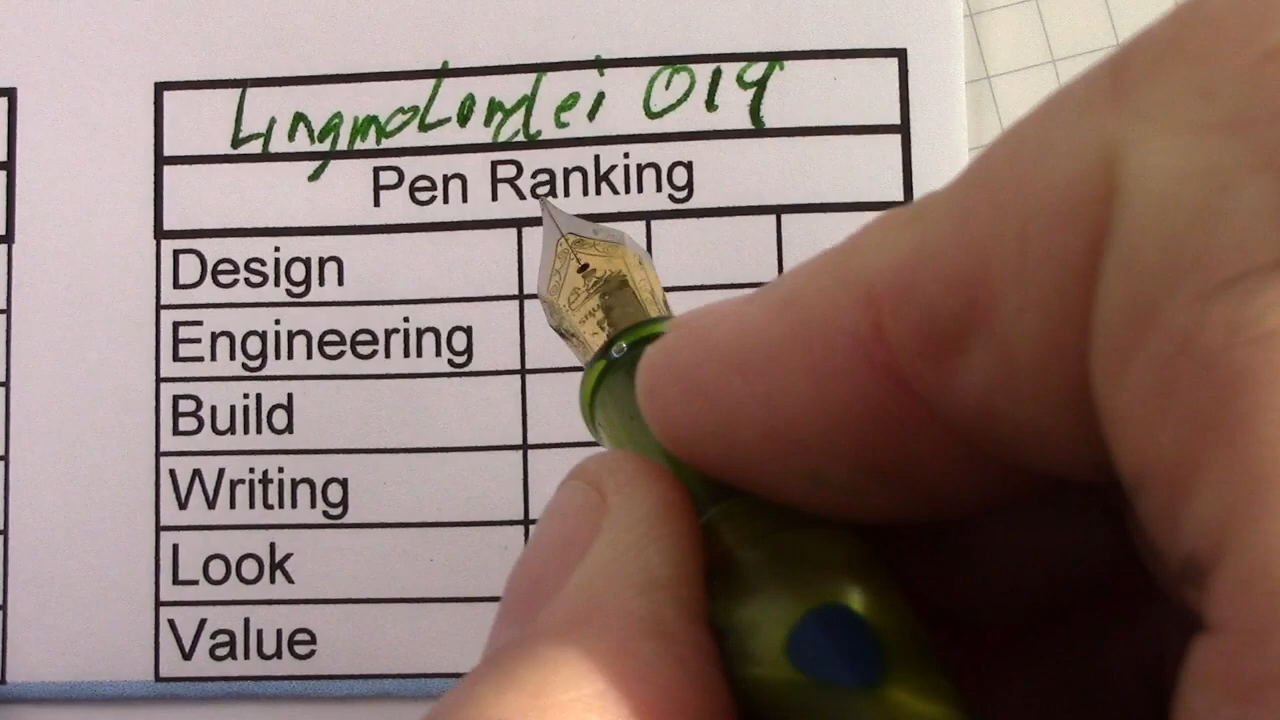 LingmoLondei 019
Pen Ranking
Design
Engineering
Build
Writing
Look
Value